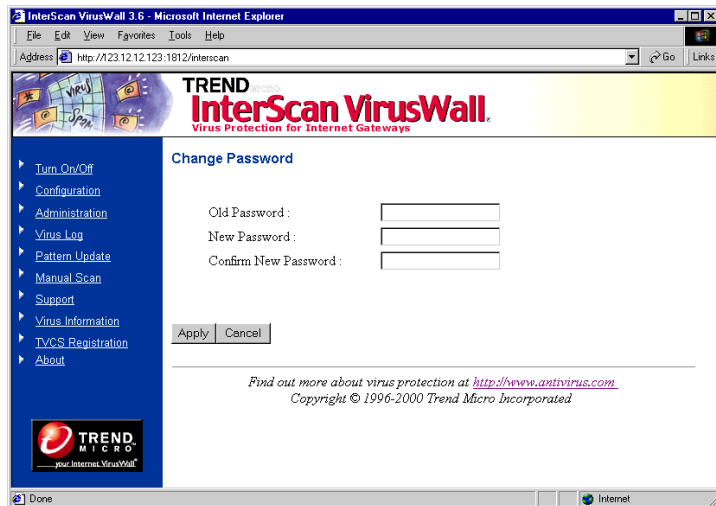 InterScan VirusWall 3.6 - Microsoft Internet Explorer
File Edit View Favorites Tools Help
Address http://123.12.12.123:1812/interscan Go Links
VIRUS
SPAM
TREND MICRO
InterScan VirusWall®
Virus Protection for Internet Gateways
Turn On/Off
Configuration
Administration
Virus Log
Pattern Update
Manual Scan
Support
Virus Information
TVCS Registration
About
TREND
MICRO
your Internet VirusWall
Change Password
Old Password :
New Password :
Confirm New Password :
Apply Cancel
Find out more about virus protection at http://www.antivirus.com
Copyright © 1996-2000 Trend Micro Incorporated
Done Internet